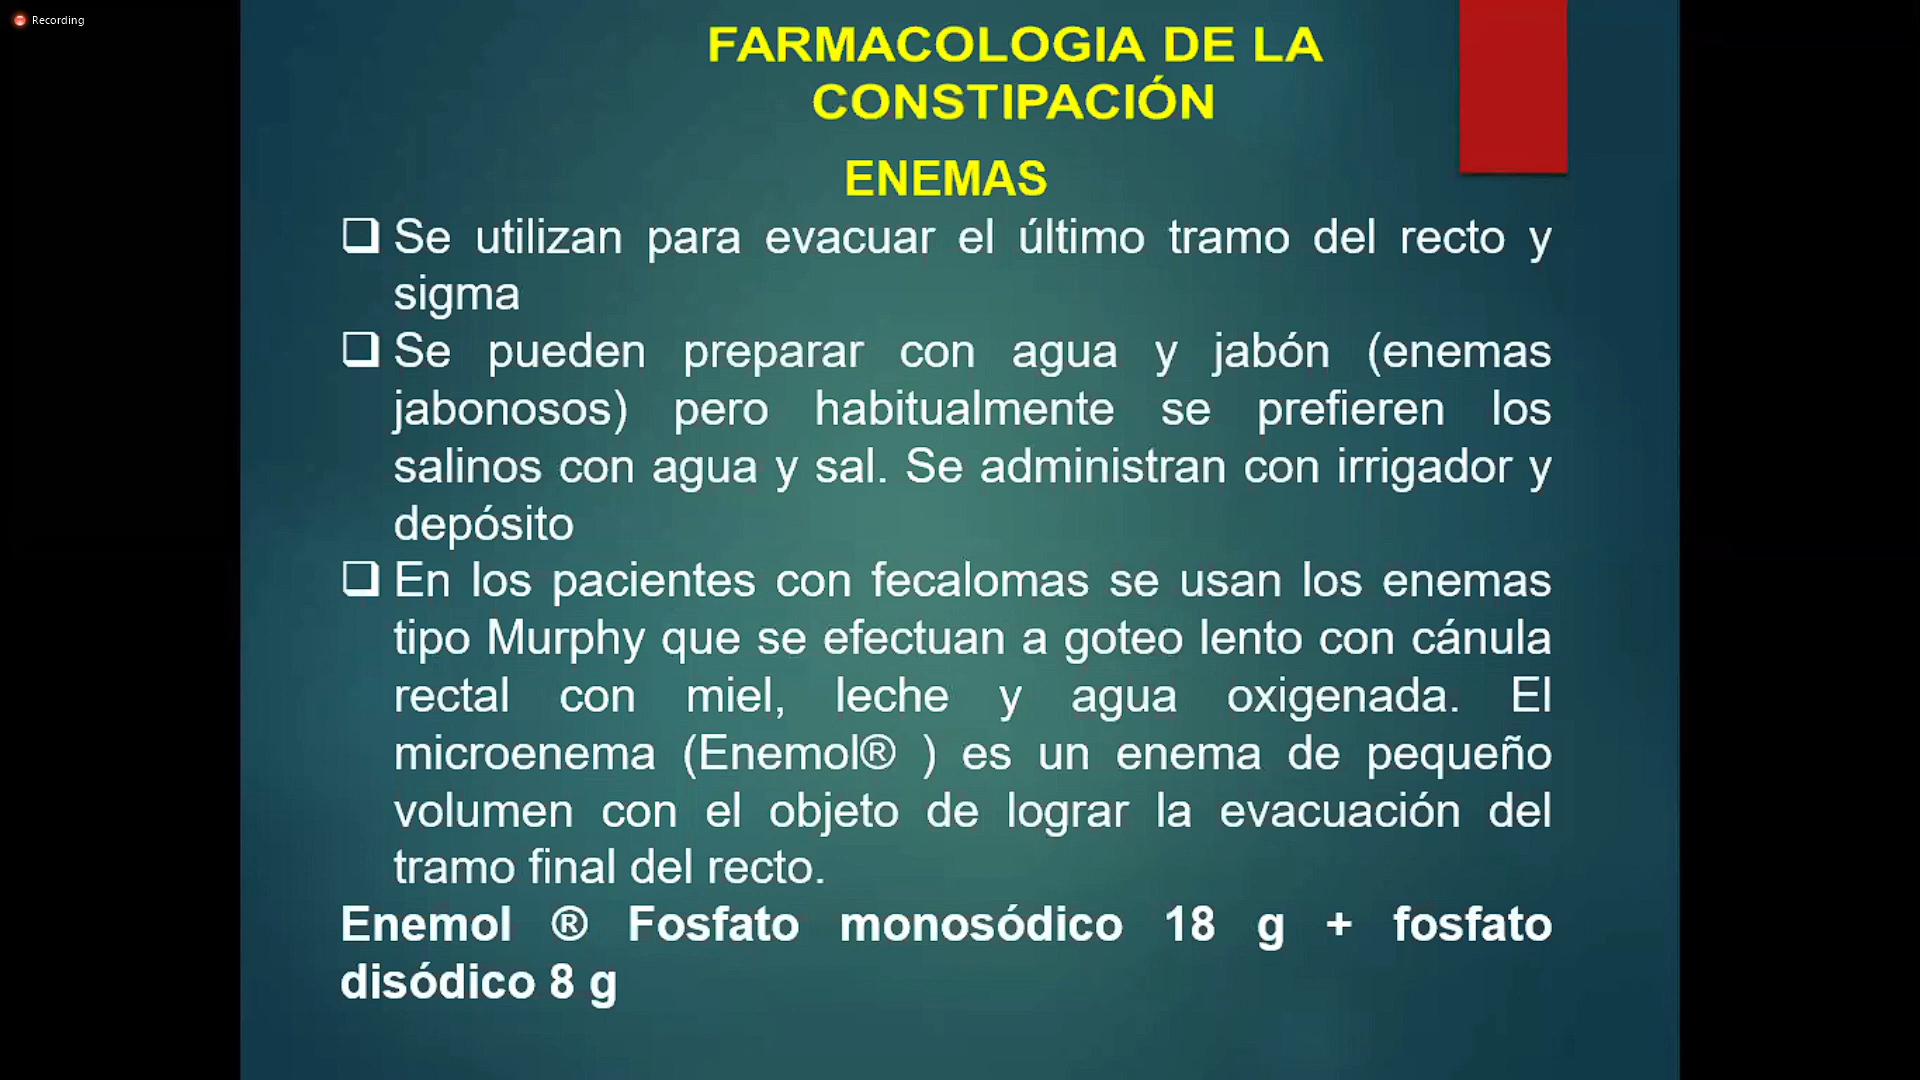 Recording
FARMACOLOGIA DE LA
CONSTIPACIÓN
ENEMAS
Se utilizan para evacuar el último tramo del recto y
sigma
Se pueden preparar con agua y jabón (enemas
jabonosos) pero habitualmente se prefieren los
salinos con agua y sal. Se administran con irrigador y
depósito
En los pacientes con fecalomas se usan los enemas
tipo Murphy que se efectuan a goteo lento con cánula
rectal con miel, leche y agua oxigenada. El
microenema (Enemol® ) es un enema de pequeño
volumen con el objeto de lograr la evacuación del
tramo final del recto.
Enemol ® Fosfato monosódico 18 g + fosfato
disódico 8 g